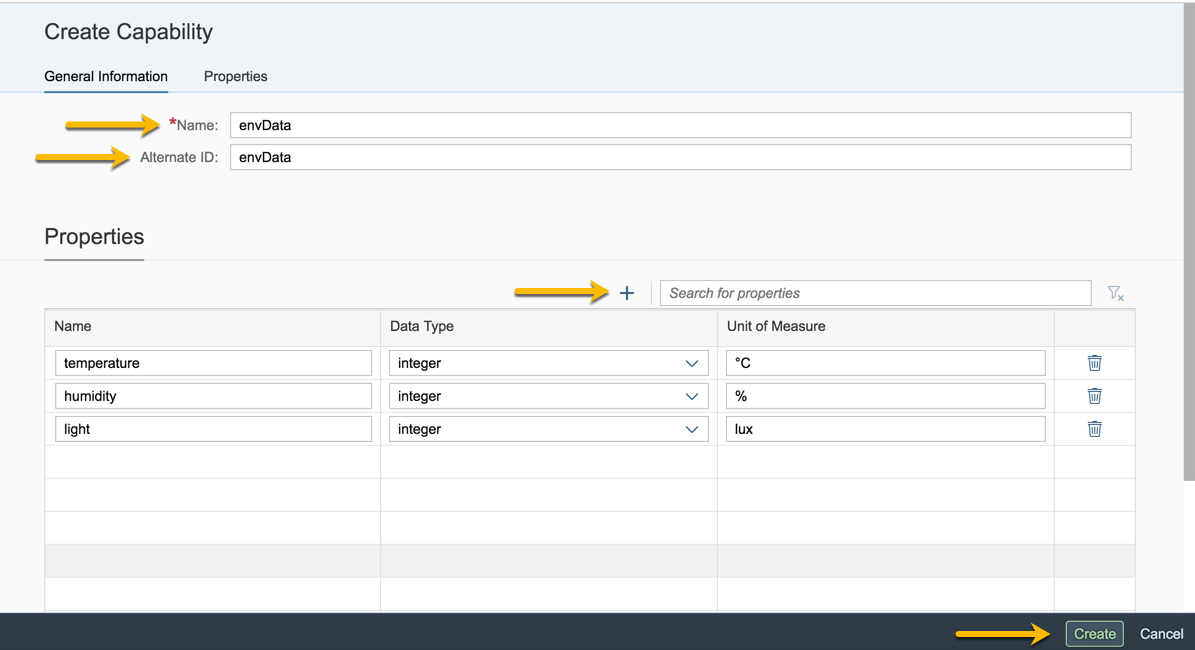 Create Capability
General Information Properties
*Name: envData
Alternate ID: envData
Properties
Search for properties
Name Data Type Unit of Measure
temperature integer °C
humidity integer %
light integer lux
Create Cancel